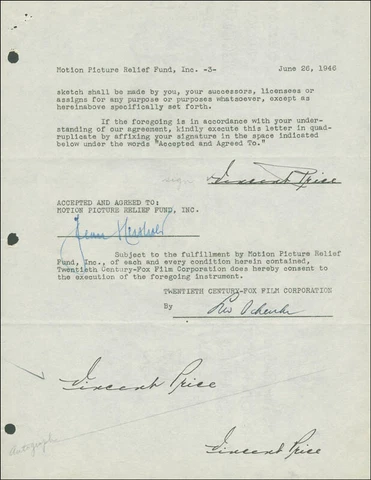 Motion Picture Relief Fund, Inc. -3- June 26, 1946
sketch shall be made by you, your successors, licensees or
assigns for any purpose or purposes whatsoever, except as
hereinabove specifically set forth.
If the foregoing is in accordance with your under-
standing of our agreement, kindly execute this letter in quad-
ruplicate by affixing your signature in the space indicated
below under the words "Accepted and Agreed To."
Vincent Price
ACCEPTED AND AGREED TO:
MOTION PICTURE RELIEF FUND, INC.
Jean Hersholt
Subject to the fulfillment by Motion Picture Relief
Fund, Inc., of each and every condition herein contained,
Twentieth Century-Fox Film Corporation does hereby consent to
the execution of the foregoing instrument.
TWENTIETH CENTURY-FOX FILM CORPORATION
By
Vincent Price
Autograph
Vincent Price